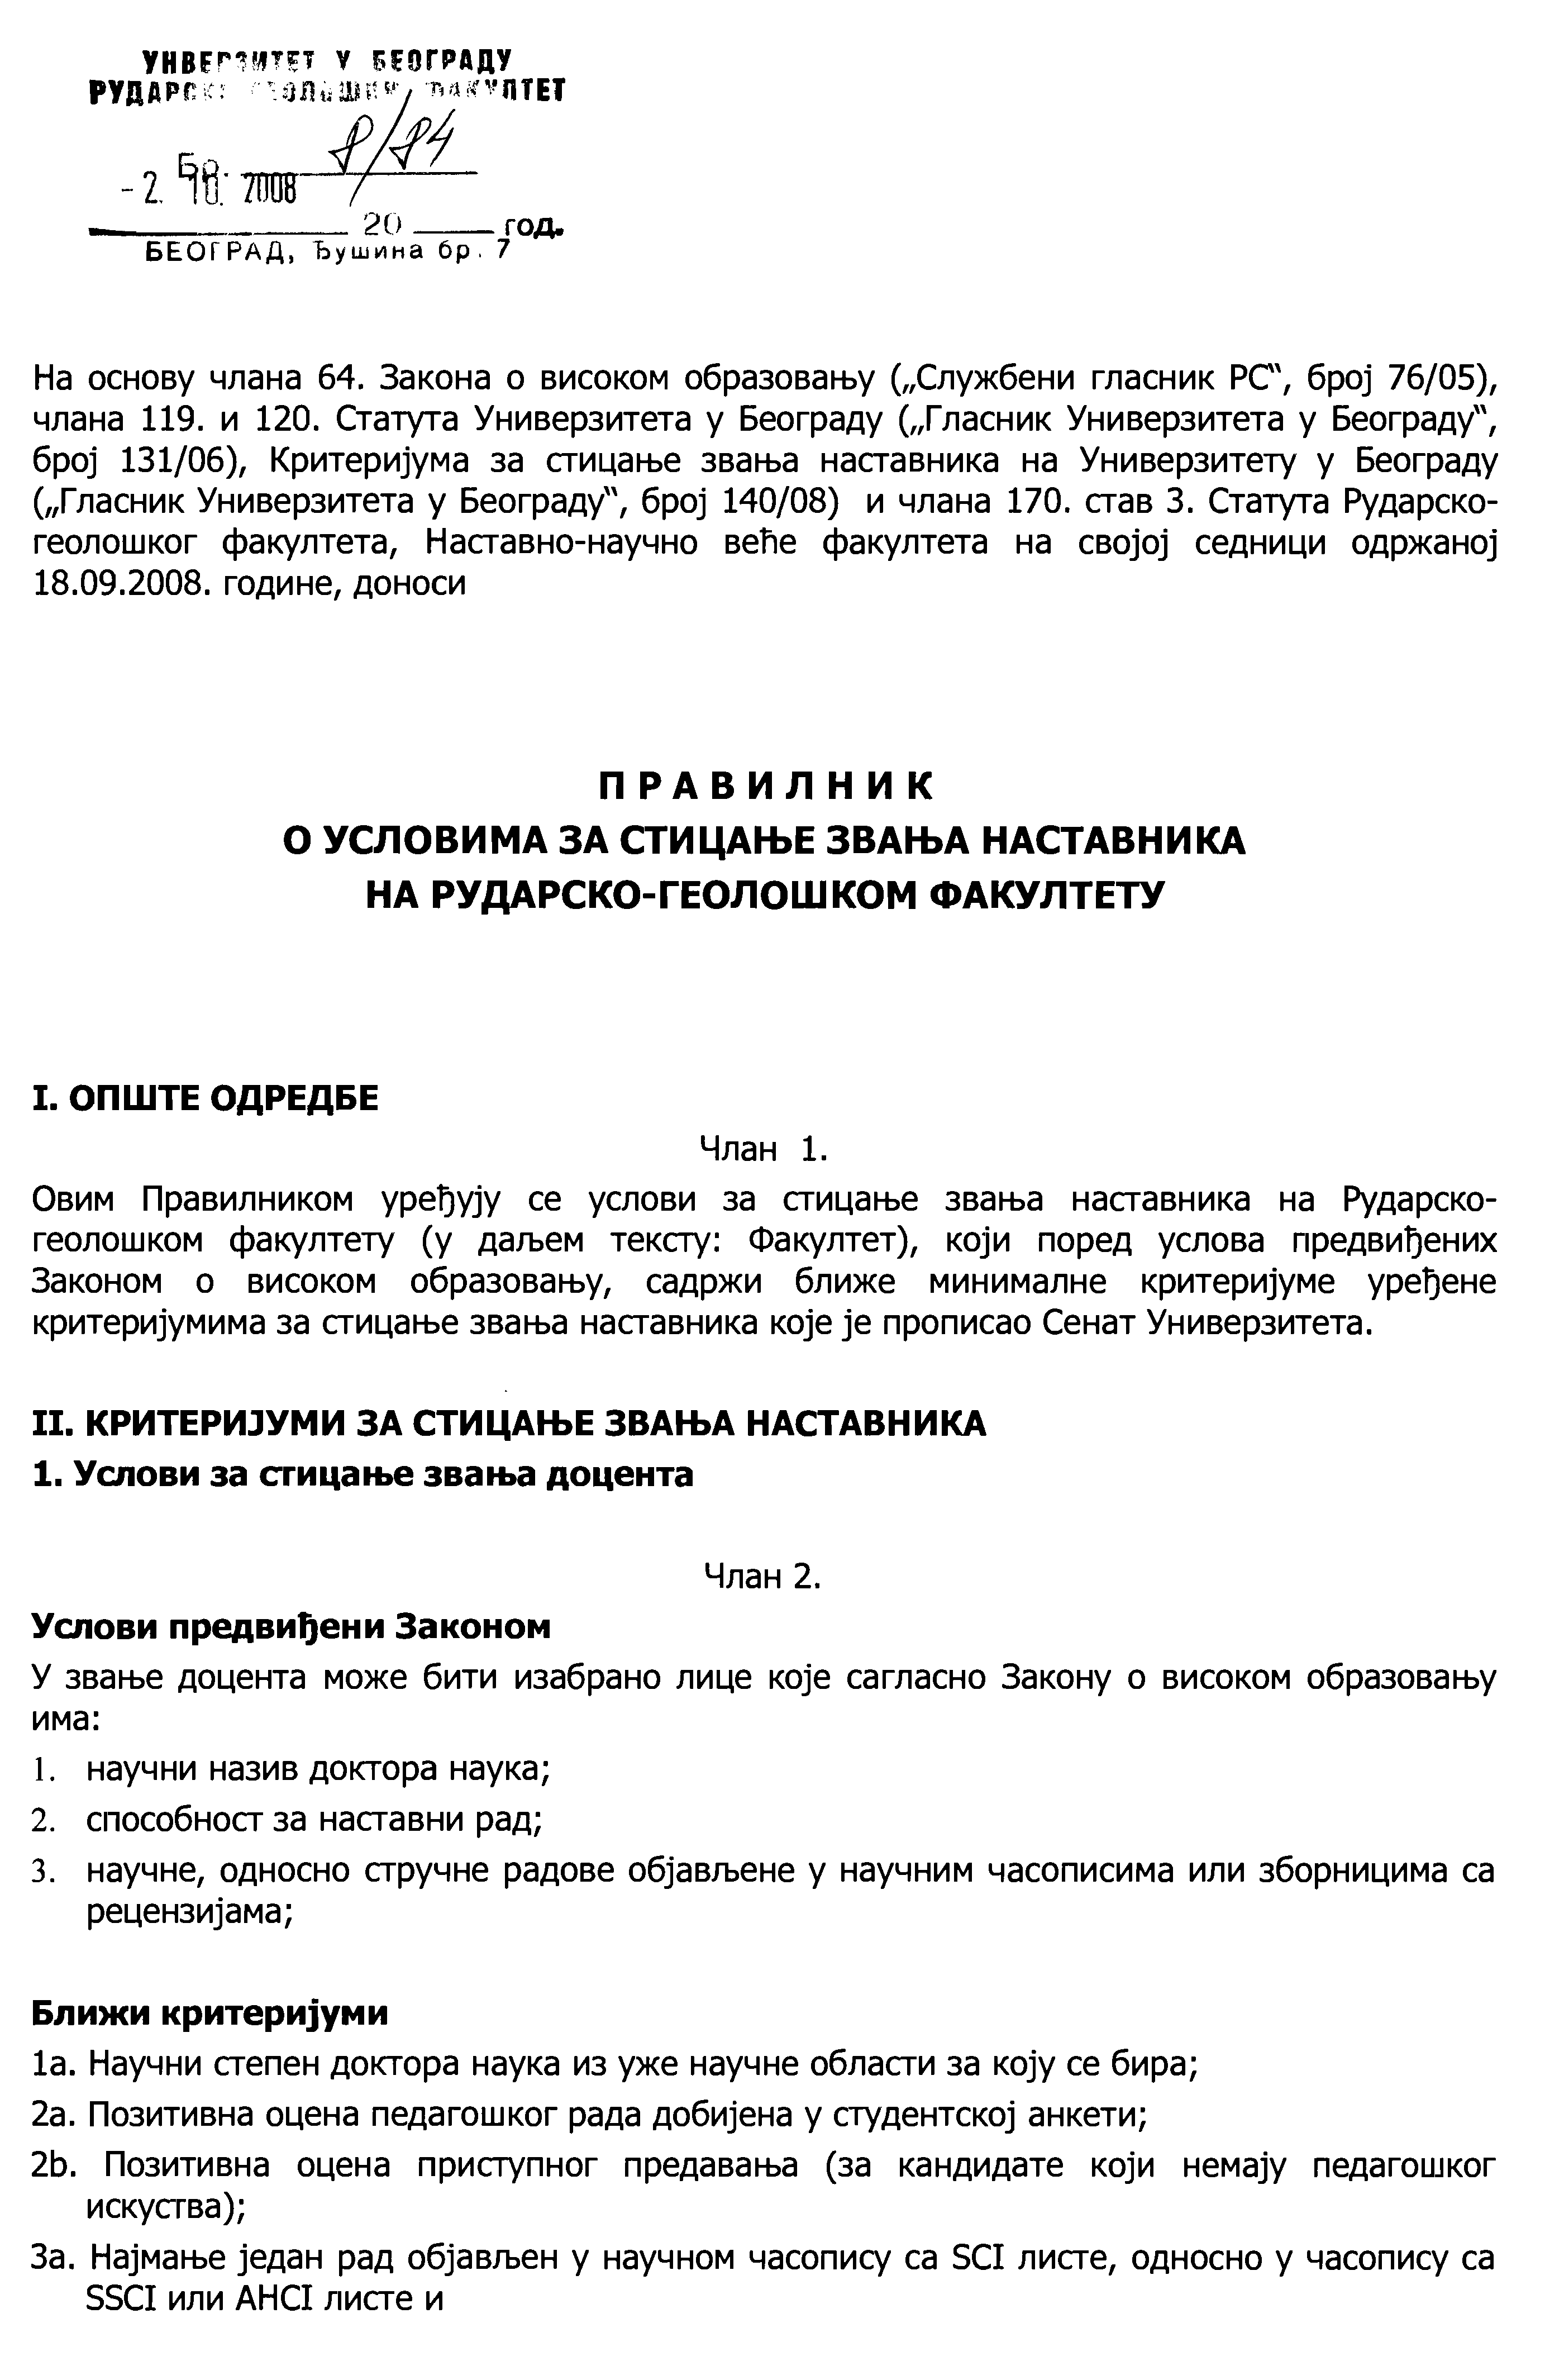 УНВЕРЗИТЕТ У БЕОГРАДУ
ФАКУЛТЕТ
Бр. 8/84
-2. 10. 2008
20 год.
БЕОГРАД, Ђушина бр. 7
На основу члана 64. Закона о високом образовању („Службени гласник РС“, број 76/05),
члана 119. и 120. Статута Универзитета у Београду („Гласник Универзитета у Београду“,
број 131/06), Критеријума за стицање звања наставника на Универзитету у Београду
(„Гласник Универзитета у Београду“, број 140/08) и члана 170. став 3. Статута Рударско-
геолошког факултета, Наставно-научно веће факултета на својој седници одржаној
18.09.2008. године, доноси
П Р А В И Л Н И К
О УСЛОВИМА ЗА СТИЦАЊЕ ЗВАЊА НАСТАВНИКА
НА РУДАРСКО-ГЕОЛОШКОМ ФАКУЛТЕТУ
I. ОПШТЕ ОДРЕДБЕ
Члан 1.
Овим Правилником уређују се услови за стицање звања наставника на Рударско-
геолошком факултету (у даљем тексту: Факултет), који поред услова предвиђених
Законом о високом образовању, садржи ближе минималне критеријуме уређене
критеријумима за стицање звања наставника које је прописао Сенат Универзитета.
II. КРИТЕРИЈУМИ ЗА СТИЦАЊЕ ЗВАЊА НАСТАВНИКА
1. Услови за стицање звања доцента
Члан 2.
Услови предвиђени Законом
У звање доцента може бити изабрано лице које сагласно Закону о високом образовању
има:
1. научни назив доктора наука;
2. способност за наставни рад;
3. научне, односно стручне радове објављене у научним часописима или зборницима са
рецензијама;
Ближи критеријуми
1а. Научни степен доктора наука из уже научне области за коју се бира;
2а. Позитивна оцена педагошког рада добијена у студентској анкети;
2b. Позитивна оцена приступног предавања (за кандидате који немају педагошког
искуства);
3а. Најмање један рад објављен у научном часопису са SCI листе, односно у часопису са
SSCI или AHCI листе и